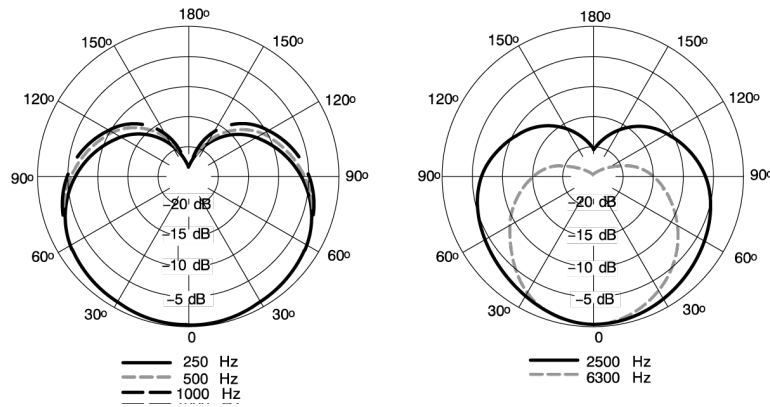 180o
150o
150o
120o
120o
90o
90o
–20 dB
–15 dB
60o
60o
–10 dB
–5 dB
30o
30o
0
250 Hz
500 Hz
1000 Hz
180o
150o
150o
120o
120o
90o
90o
–20 dB
–15 dB
60o
60o
–10 dB
–5 dB
30o
30o
0
2500 Hz
6300 Hz